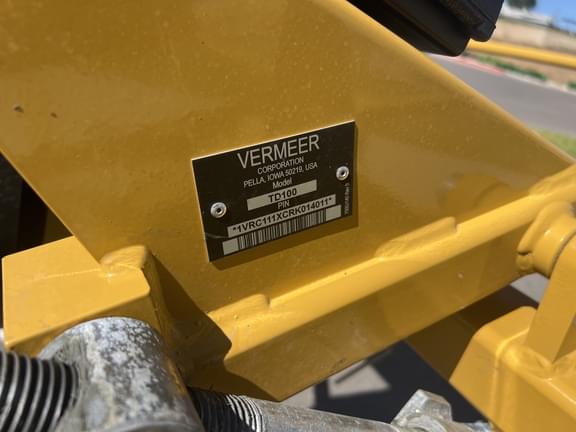 VERMEER
CORPORATION
PELLA, IOWA 50219, USA
Model
TD100
PIN
*1VRC111XCRK014011*